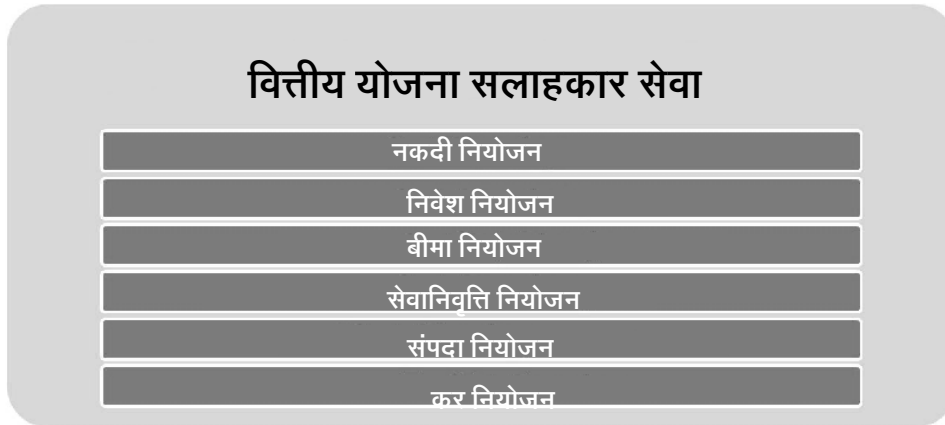 वित्तीय योजना सलाहकार सेवा
नकदी नियोजन
निवेश नियोजन
बीमा नियोजन
सेवानिवृत्ति नियोजन
संपदा नियोजन
कर नियोजन